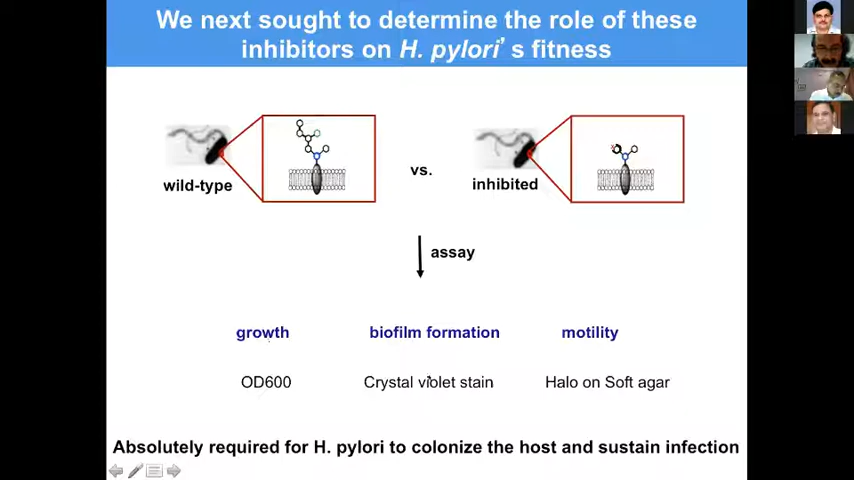 We next sought to determine the role of these
inhibitors on H. pylori's fitness
wild-type
vs.
inhibited
assay
growth
biofilm formation
motility
OD600
Crystal violet stain
Halo on Soft agar
Absolutely required for H. pylori to colonize the host and sustain infection